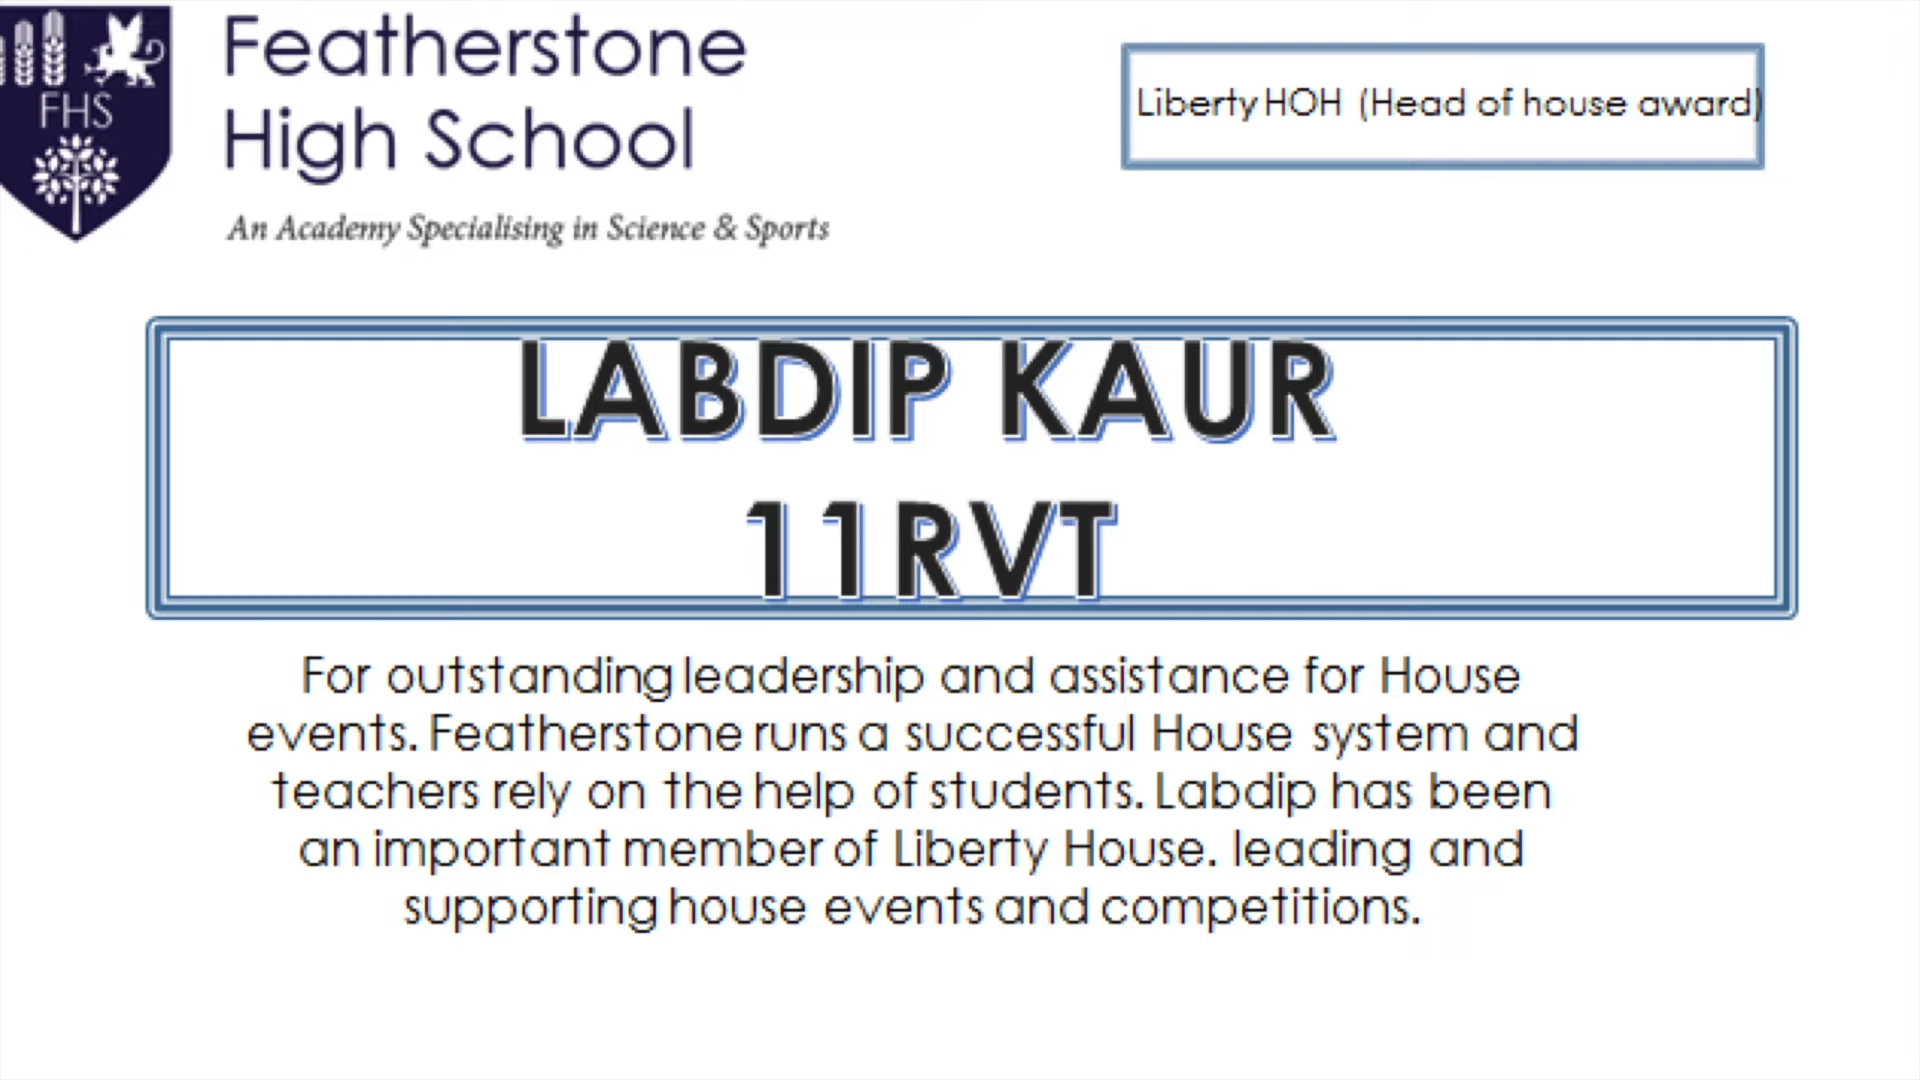 FHS
Featherstone
High School
An Academy Specialising in Science & Sports
Liberty HOH (Head of house award)
LABDIP KAUR
11RVT
For outstanding leadership and assistance for House
events. Featherstone runs a successful House system and
teachers rely on the help of students. Labdip has been
an important member of Liberty House. leading and
supporting house events and competitions.